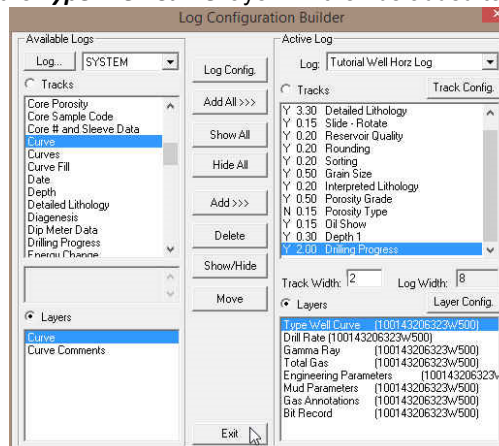 Log Configuration Builder
Available Logs
Log...
SYSTEM
Tracks
Core Porosity
Core Sample Code
Core # and Sleeve Data
Curve
Curves
Curve Fill
Date
Depth
Detailed Lithology
Diagenesis
Dip Meter Data
Drilling Progress
Energy Change
Layers
Curve
Curve Comments
Log Config.
Add All >>>
Show All
Hide All
Add >>>
Delete
Show/Hide
Move
Exit
Active Log
Log: Tutorial Well Horz Log
Tracks
Track Config.
Y 3.30 Detailed Lithology
Y 0.15 Slide - Rotate
Y 0.20 Reservoir Quality
Y 0.20 Rounding
Y 0.20 Sorting
Y 0.50 Grain Size
Y 0.20 Interpreted Lithology
Y 0.50 Porosity Grade
N 0.15 Porosity Type
Y 0.15 Oil Show
Y 0.30 Depth 1
Y 2.00 Drilling Progress
Track Width: 2 Log Width: 8
Layers
Layer Config.
Type Well Curve (100143206323W500)
Drill Rate (100143206323W500)
Gamma Ray (100143206323W500)
Total Gas (100143206323W500)
Engineering Parameters (100143206323W
Mud Parameters (100143206323W500)
Gas Annotations (100143206323W500)
Bit Record (100143206323W500)